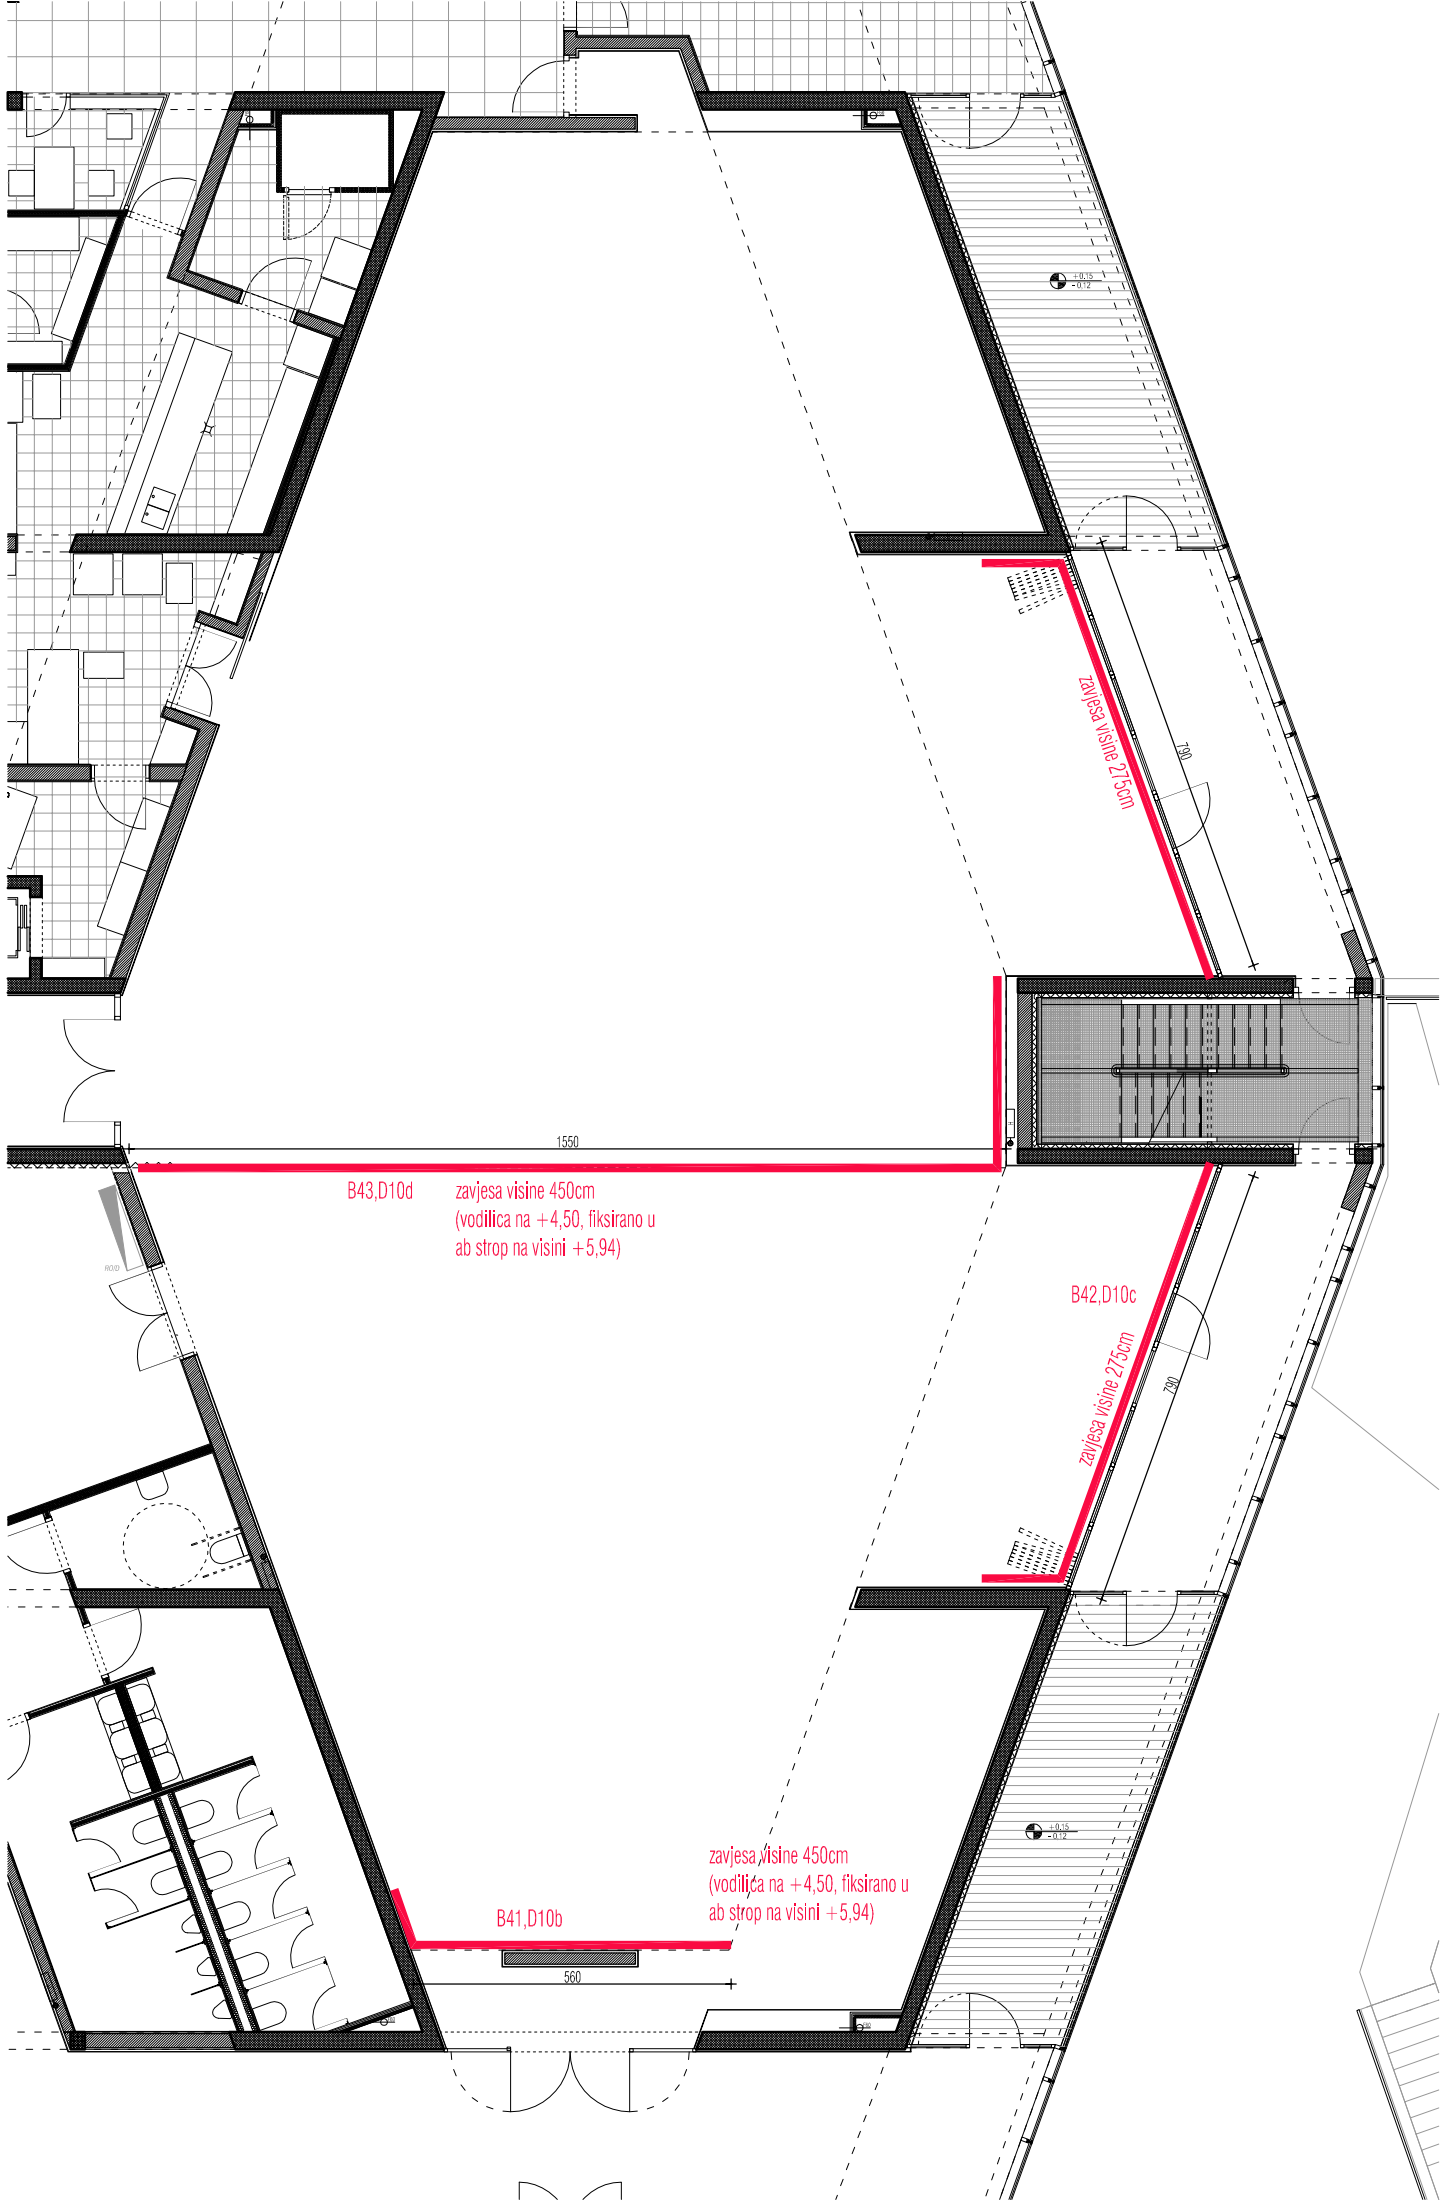 +0,15
-0,12
zavjesa visine 275cm
790
1550
B43,D10d
zavjesa visine 450cm
(vodilica na +4,50, fiksirano u
ab strop na visini +5,94)
B42,D10c
zavjesa visine 275cm
790
+0,15
-0,12
zavjesa visine 450cm
(vodilica na +4,50, fiksirano u
ab strop na visini +5,94)
B41,D10b
560